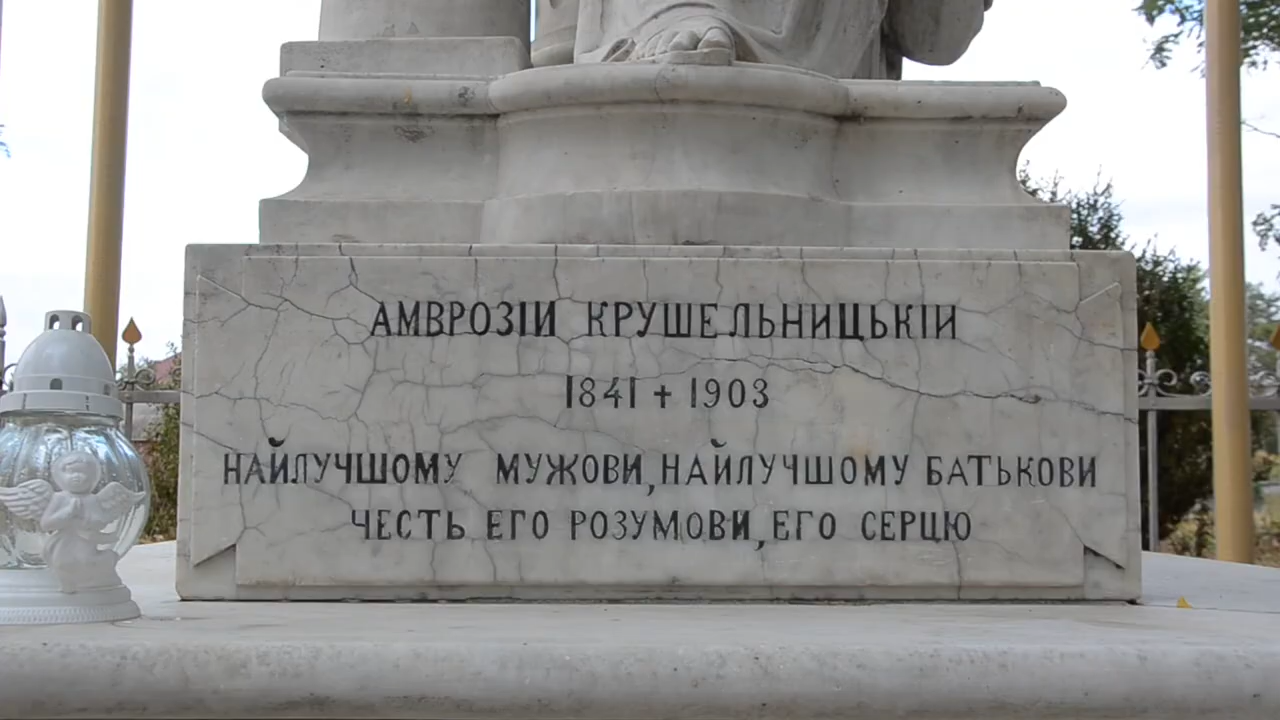 АМВРОЗІИ КРУШЕЛЬНИЦЬКІИ
1841 + 1903
НАЙЛУЧШОМУ МУЖОВИ, НАЙЛУЧШОМУ БАТЬКОВИ
ЧЕСТЬ ЕГО РОЗУМОВИ, ЕГО СЕРЦЮ